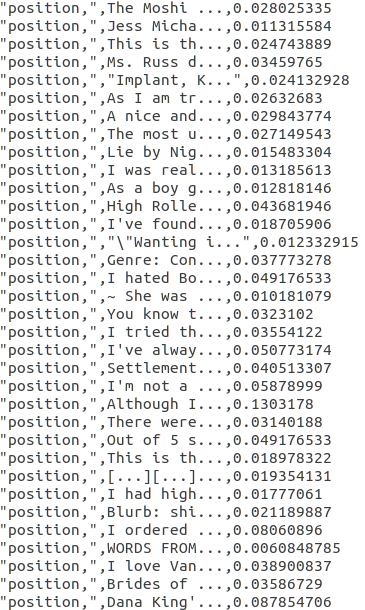 "position,",The Moshi ...,0.028025335
"position,",Jess Micha...,0.011315584
"position,",This is th...,0.024743889
"position,",Ms. Russ d...,0.03459765
"position,","Implant, K...",0.024132928
"position,",As I am tr...,0.02632683
"position,",A nice and...,0.029843774
"position,",The most u...,0.027149543
"position,",Lie by Nig...,0.015483304
"position,",I was real...,0.013185613
"position,",As a boy g...,0.012818146
"position,",High Rolle...,0.043681946
"position,",I've found...,0.018705906
"position,","\"Wanting i...",0.012332915
"position,",Genre: Con...,0.037773278
"position,",I hated Bo...,0.049176533
"position,",~ She was ...,0.010181079
"position,",You know t...,0.0323102
"position,",I tried th...,0.03554122
"position,",I've alway...,0.050773174
"position,",Settlement...,0.040513307
"position,",I'm not a ...,0.05878999
"position,",Although I...,0.1303178
"position,",There were...,0.03140188
"position,",Out of 5 s...,0.049176533
"position,",This is th...,0.018978322
"position,",[...][...]...,0.019354131
"position,",I had high...,0.01777061
"position,",Blurb: shi...,0.021189887
"position,",I ordered ...,0.08060896
"position,",WORDS FROM...,0.0060848785
"position,",I love Van...,0.038900837
"position,",Brides of ...,0.03586729
"position,",Dana King'...,0.087854706